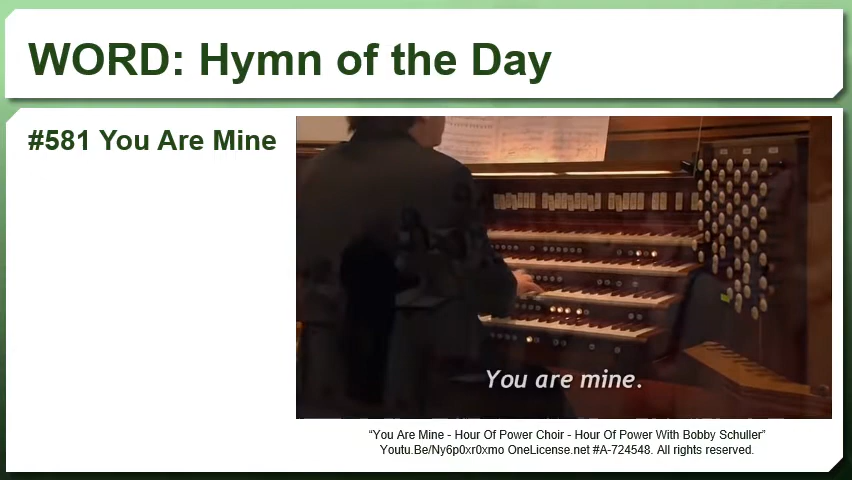 WORD: Hymn of the Day
#581 You Are Mine
You are mine.
“You Are Mine - Hour Of Power Choir - Hour Of Power With Bobby Schuller”
Youtu.Be/Ny6p0xr0xmo OneLicense.net #A-724548. All rights reserved.